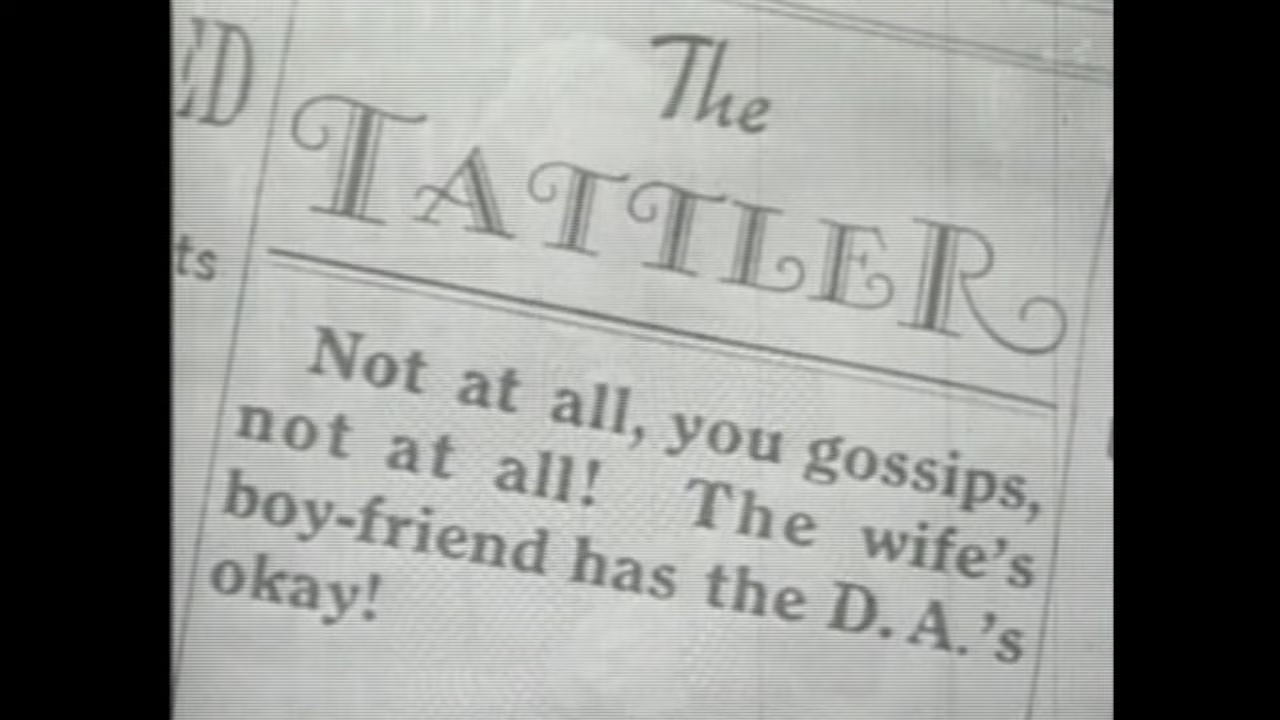 ED
ts
The
TATTLER
Not at all, you gossips,
not at all! The wife's
boy-friend has the D. A.'s
okay!